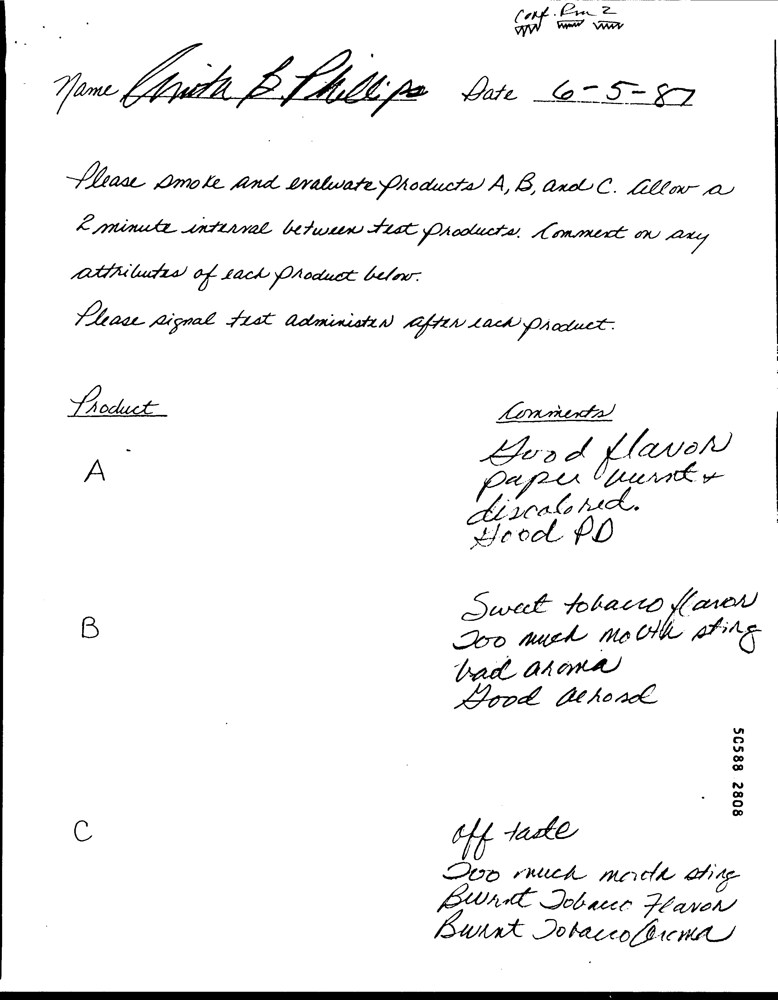 Conf. Rm 2
Name Anita B Phillips Date 6-5-87
Please smoke and evaluate products A, B, and C. Allow a
2 minute interval between test products. Comment on any
attributes of each product below.
Please signal test administer after each product.
Product Comments
A
Good flavor
paper burnt +
discolored.
Good PD
B
Sweet tobacco flavor
Too much mouth sting
bad aroma
Good aerosol
50588 2808
C
off taste
Too much mouth sting
Burnt Tobacco Flavor
Burnt Tobacco Aroma